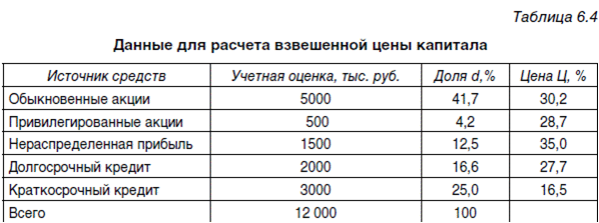 Таблица 6.4
Данные для расчета взвешенной цены капитала
Источник средств Учетная оценка, тыс. руб. Доля d,% Цена Ц, %
Обыкновенные акции 5000 41,7 30,2
Привилегированные акции 500 4,2 28,7
Нераспределенная прибыль 1500 12,5 35,0
Долгосрочный кредит 2000 16,6 27,7
Краткосрочный кредит 3000 25,0 16,5
Всего 12 000 100